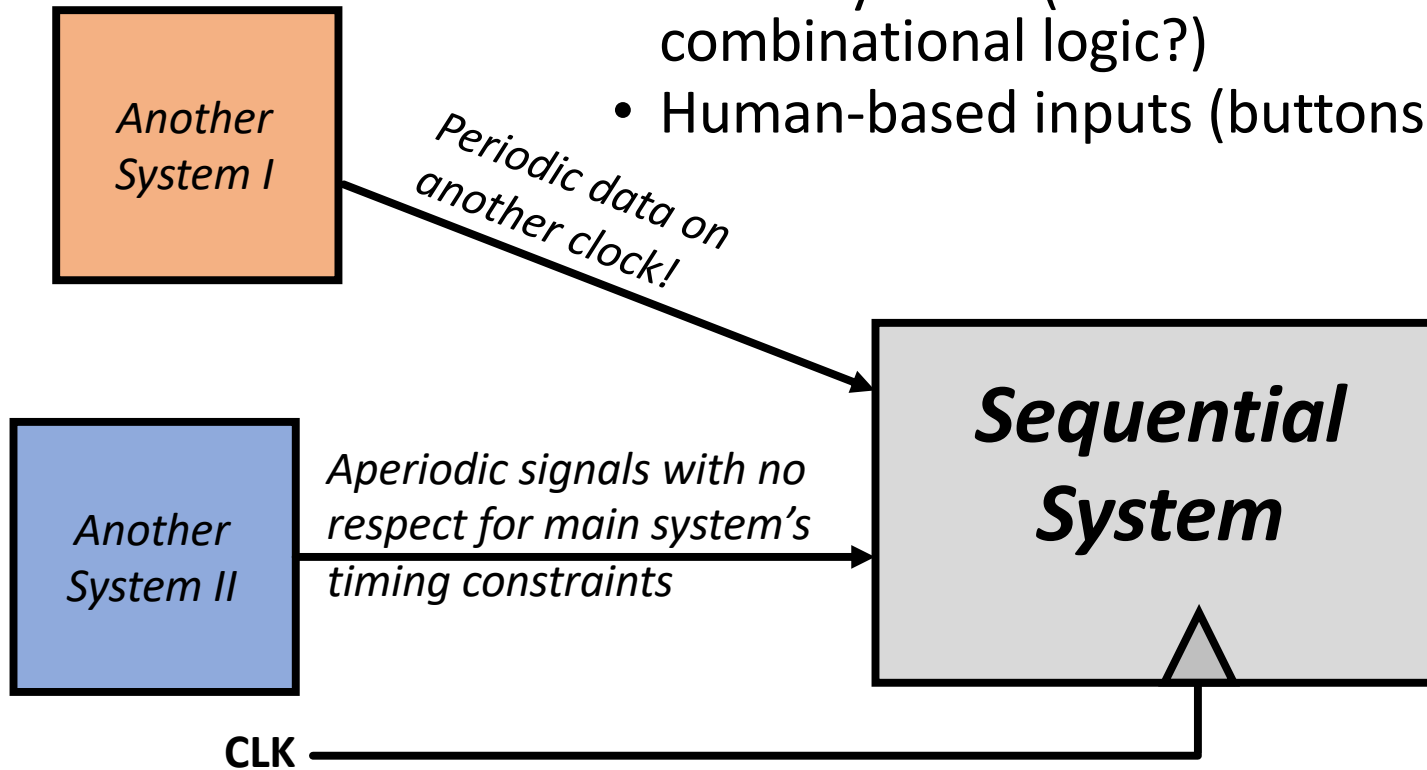 combinational logic?)
• Human-based inputs (buttons
Another
System I
Periodic data on
another clock!
Sequential
System
Another
System II
Aperiodic signals with no
respect for main system’s
timing constraints
CLK